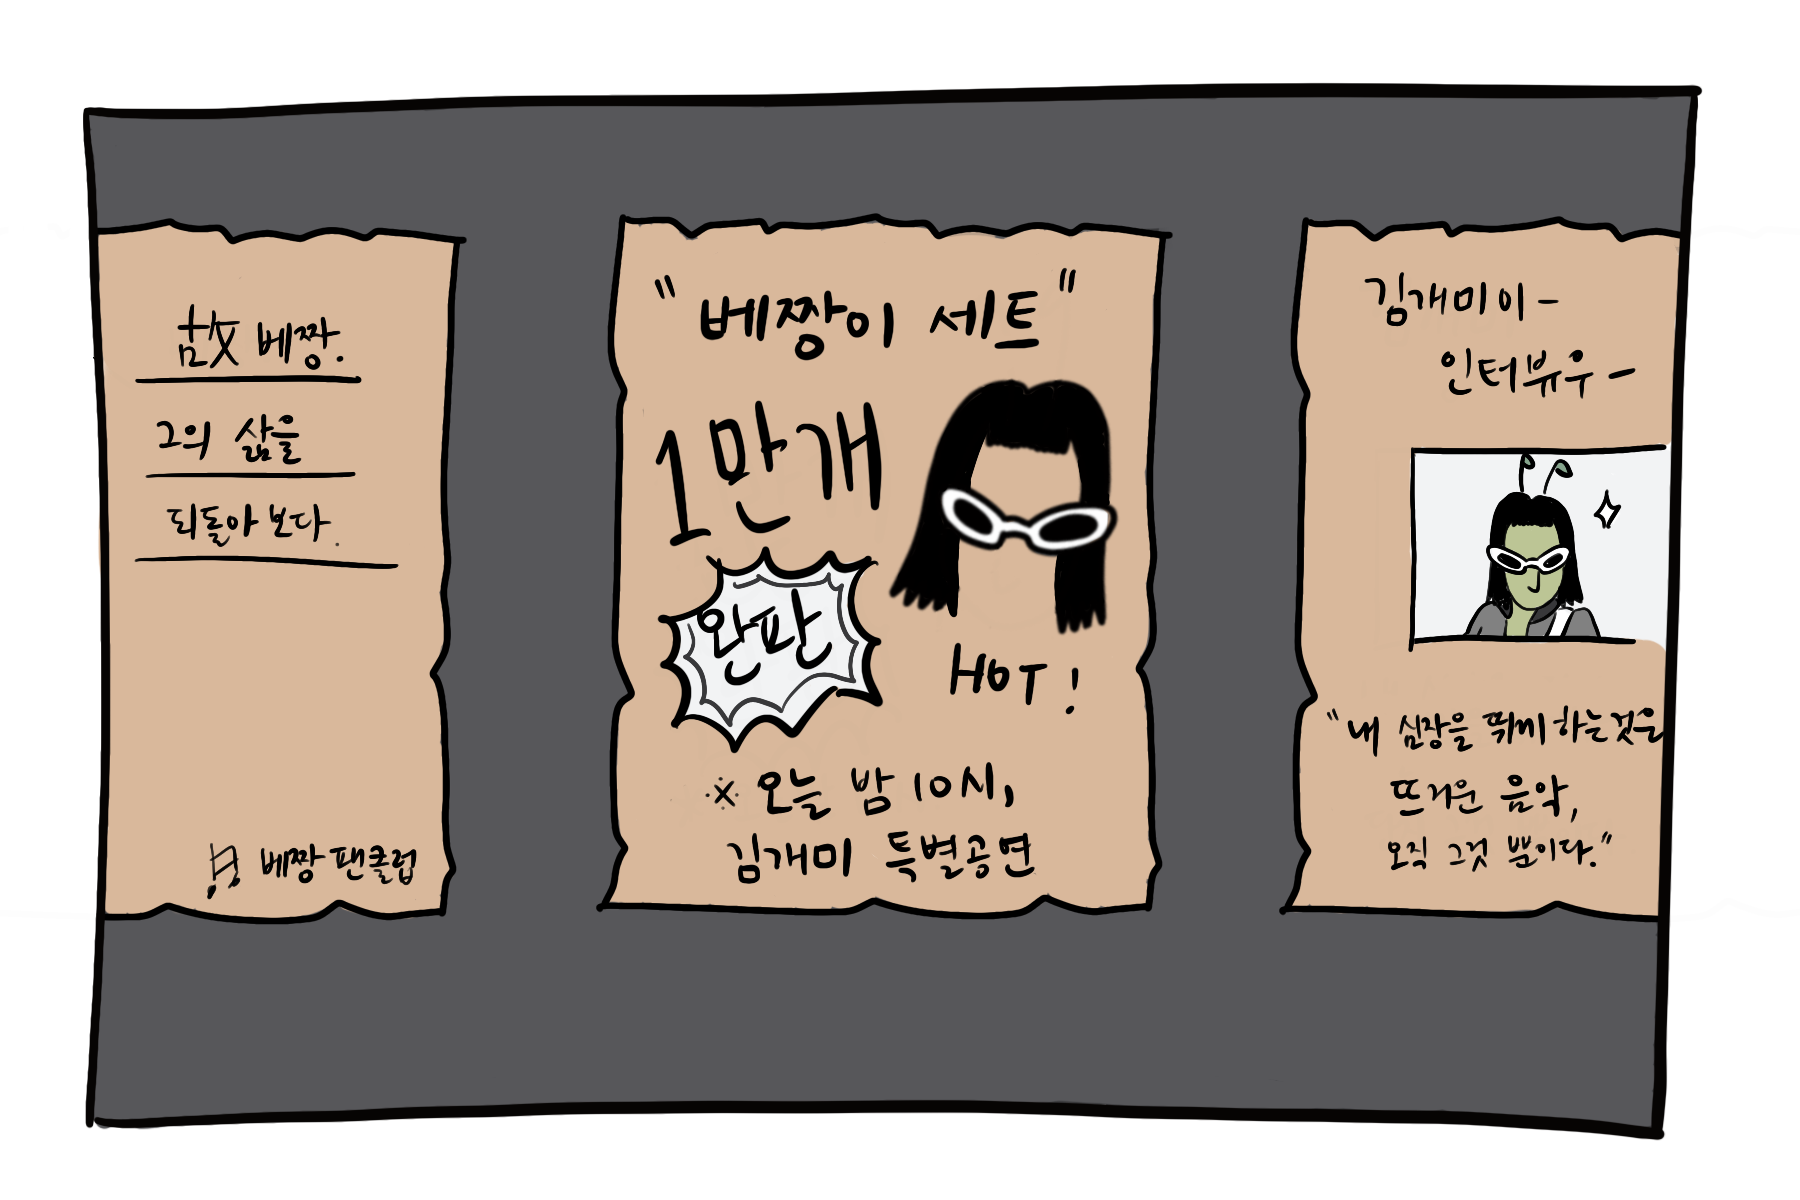 故 베짱.
그의 삶을
되돌아 보다.
베짱 팬클럽
"베짱이 세트"
1만개
완판
HOT!
※ 오늘 밤 10시,
김개미 특별공연
김개미이-
인터뷰우-
"내 심장을 뛰끼 하는것은
뜨거운 음악,
오직 그것 뿐이다."